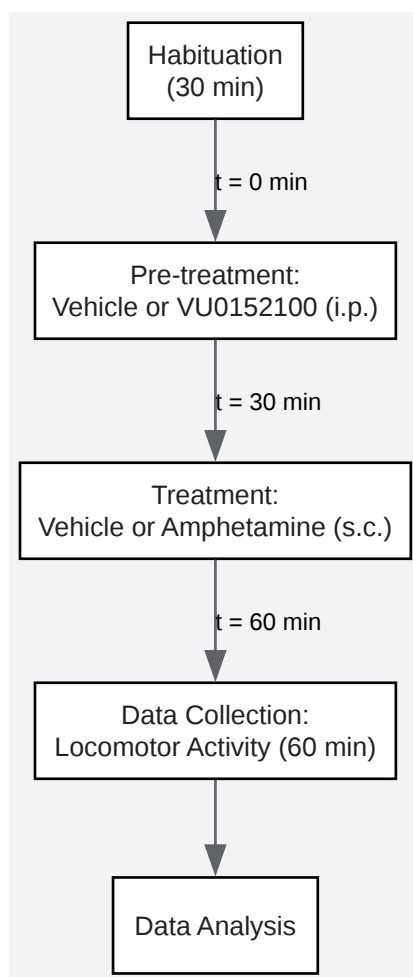 Habituation
(30 min)
t = 0 min
Pre-treatment:
Vehicle or VU0152100 (i.p.)
t = 30 min
Treatment:
Vehicle or Amphetamine (s.c.)
t = 60 min
Data Collection:
Locomotor Activity (60 min)
Data Analysis